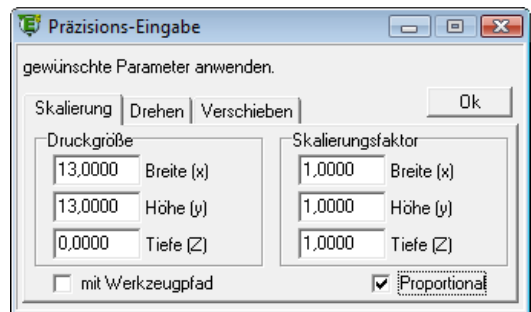 Präzisions-Eingabe
gewünschte Parameter anwenden.
Ok
Skalierung Drehen Verschieben
Druckgröße
13,0000 Breite (x)
13,0000 Höhe (y)
0,0000 Tiefe (Z)
Skalierungsfaktor
1,0000 Breite (x)
1,0000 Höhe (y)
1,0000 Tiefe (Z)
mit Werkzeugpfad
Proportional